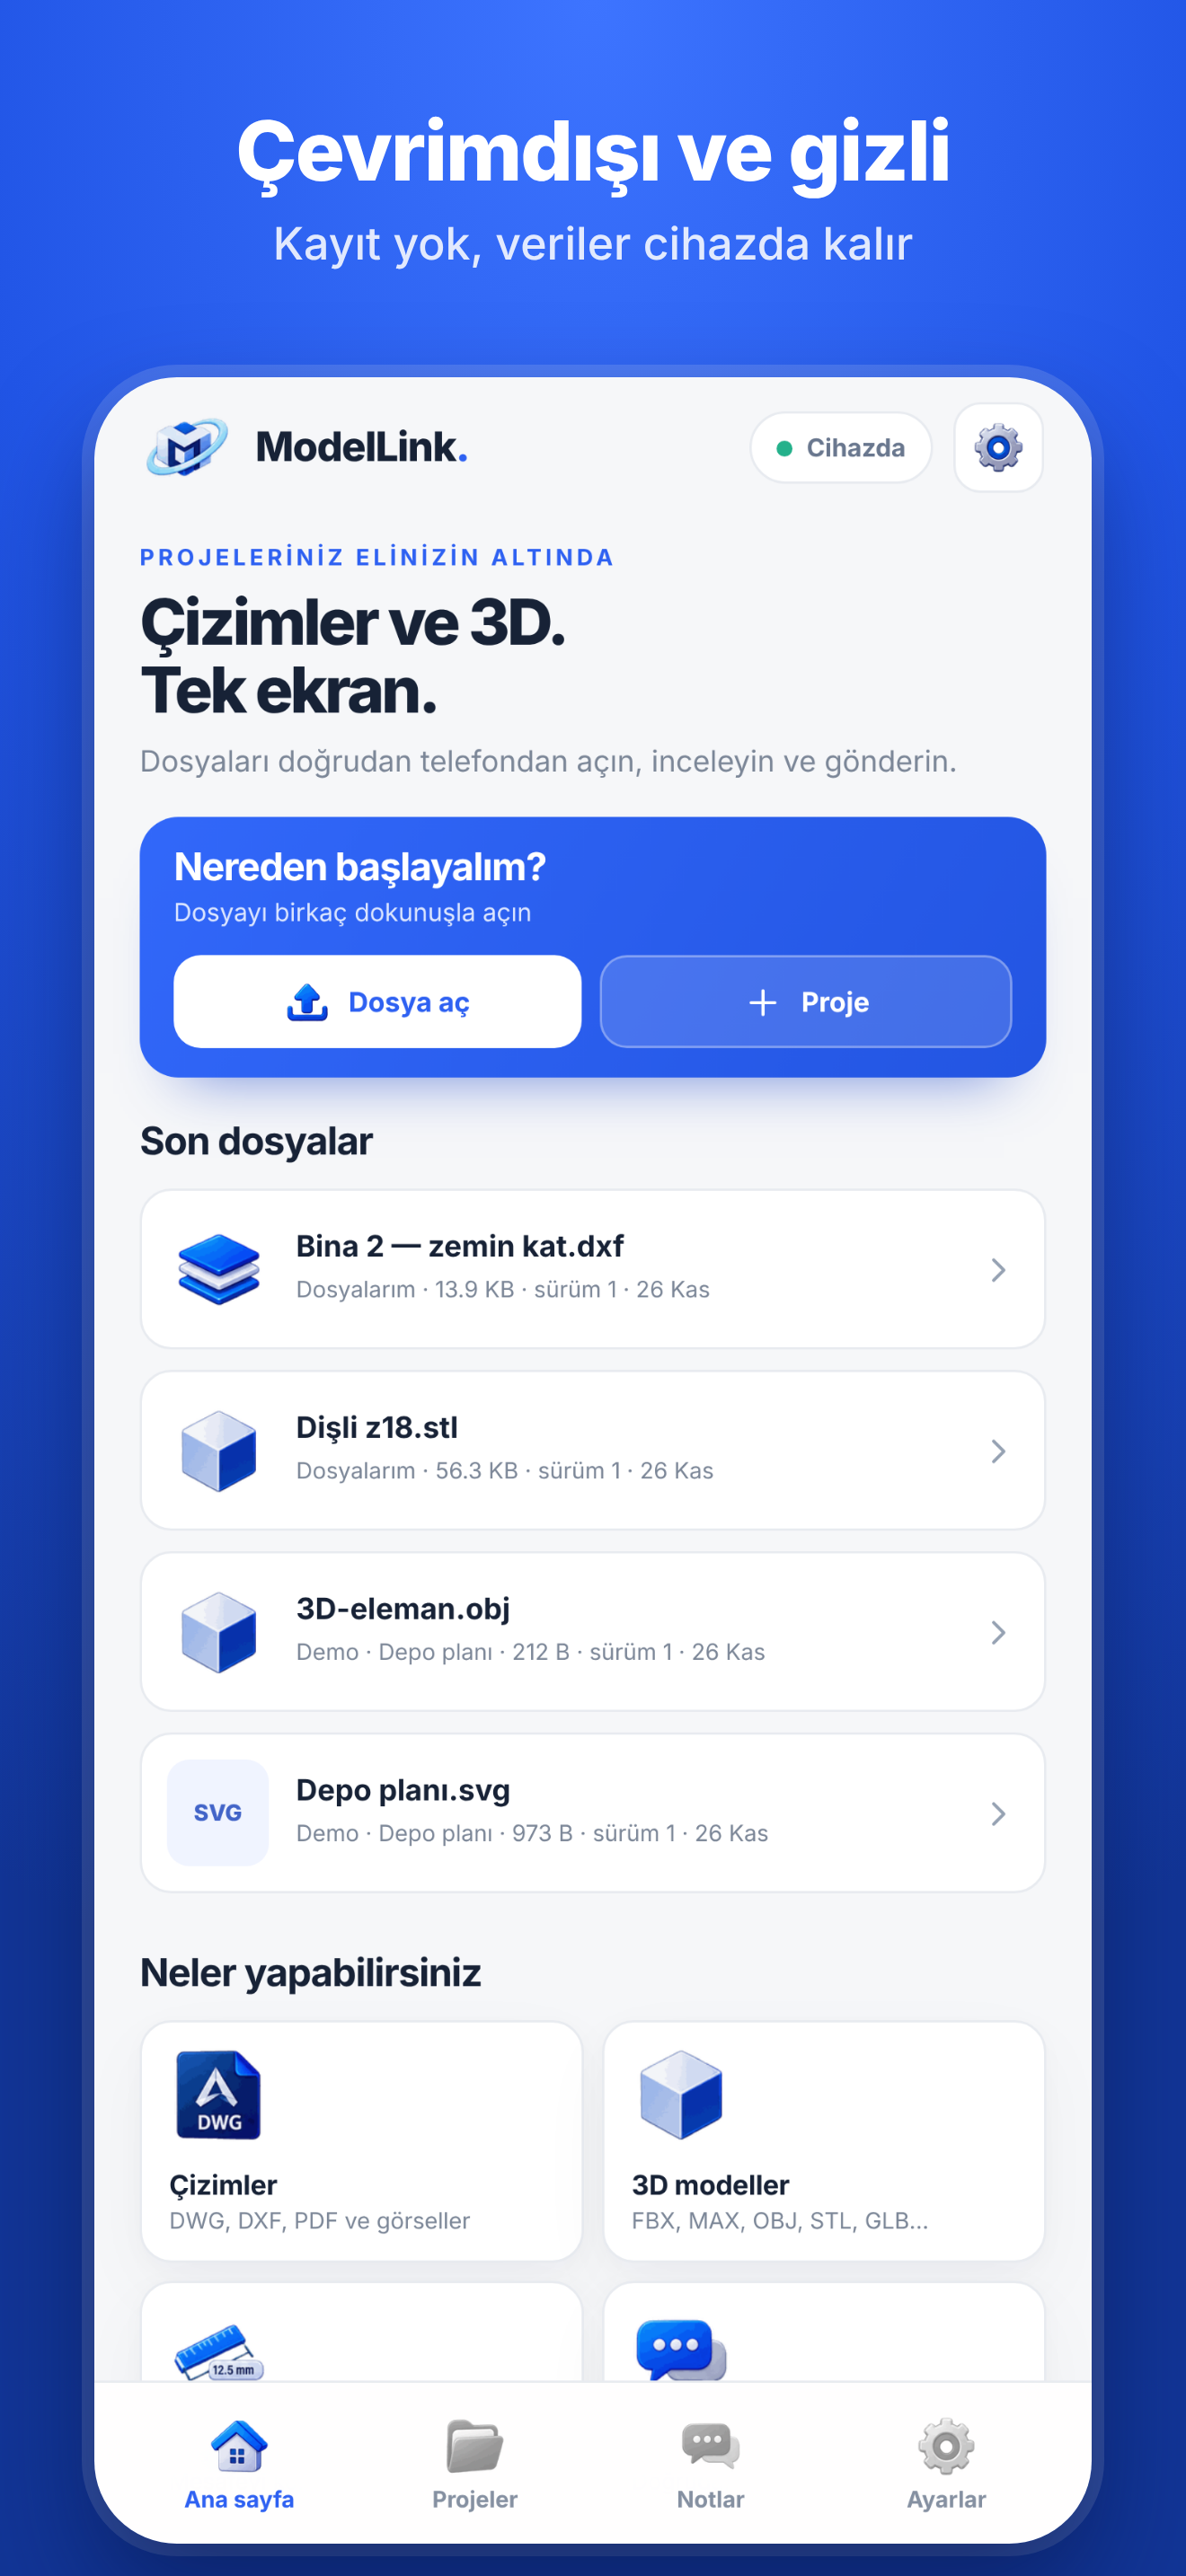 Çevrimdışı ve gizli
Kayıt yok, veriler cihazda kalır
ModelLink.
Cihazda
PROJELERİNİZ ELİNİZİN ALTINDA
Çizimler ve 3D.
Tek ekran.
Dosyaları doğrudan telefondan açın, inceleyin ve gönderin.
Nereden başlayalım?
Dosyayı birkaç dokunuşla açın
Dosya aç
Proje
Son dosyalar
Bina 2 — zemin kat.dxf
Dosyalarım · 13.9 KB · sürüm 1 · 26 Kas
Dişli z18.stl
Dosyalarım · 56.3 KB · sürüm 1 · 26 Kas
3D-eleman.obj
Demo · Depo planı · 212 B · sürüm 1 · 26 Kas
SVG
Depo planı.svg
Demo · Depo planı · 973 B · sürüm 1 · 26 Kas
Neler yapabilirsiniz
DWG
Çizimler
DWG, DXF, PDF ve görseller
3D modeller
FBX, MAX, OBJ, STL, GLB...
12.5 mm
Ana sayfa
Projeler
Notlar
Ayarlar